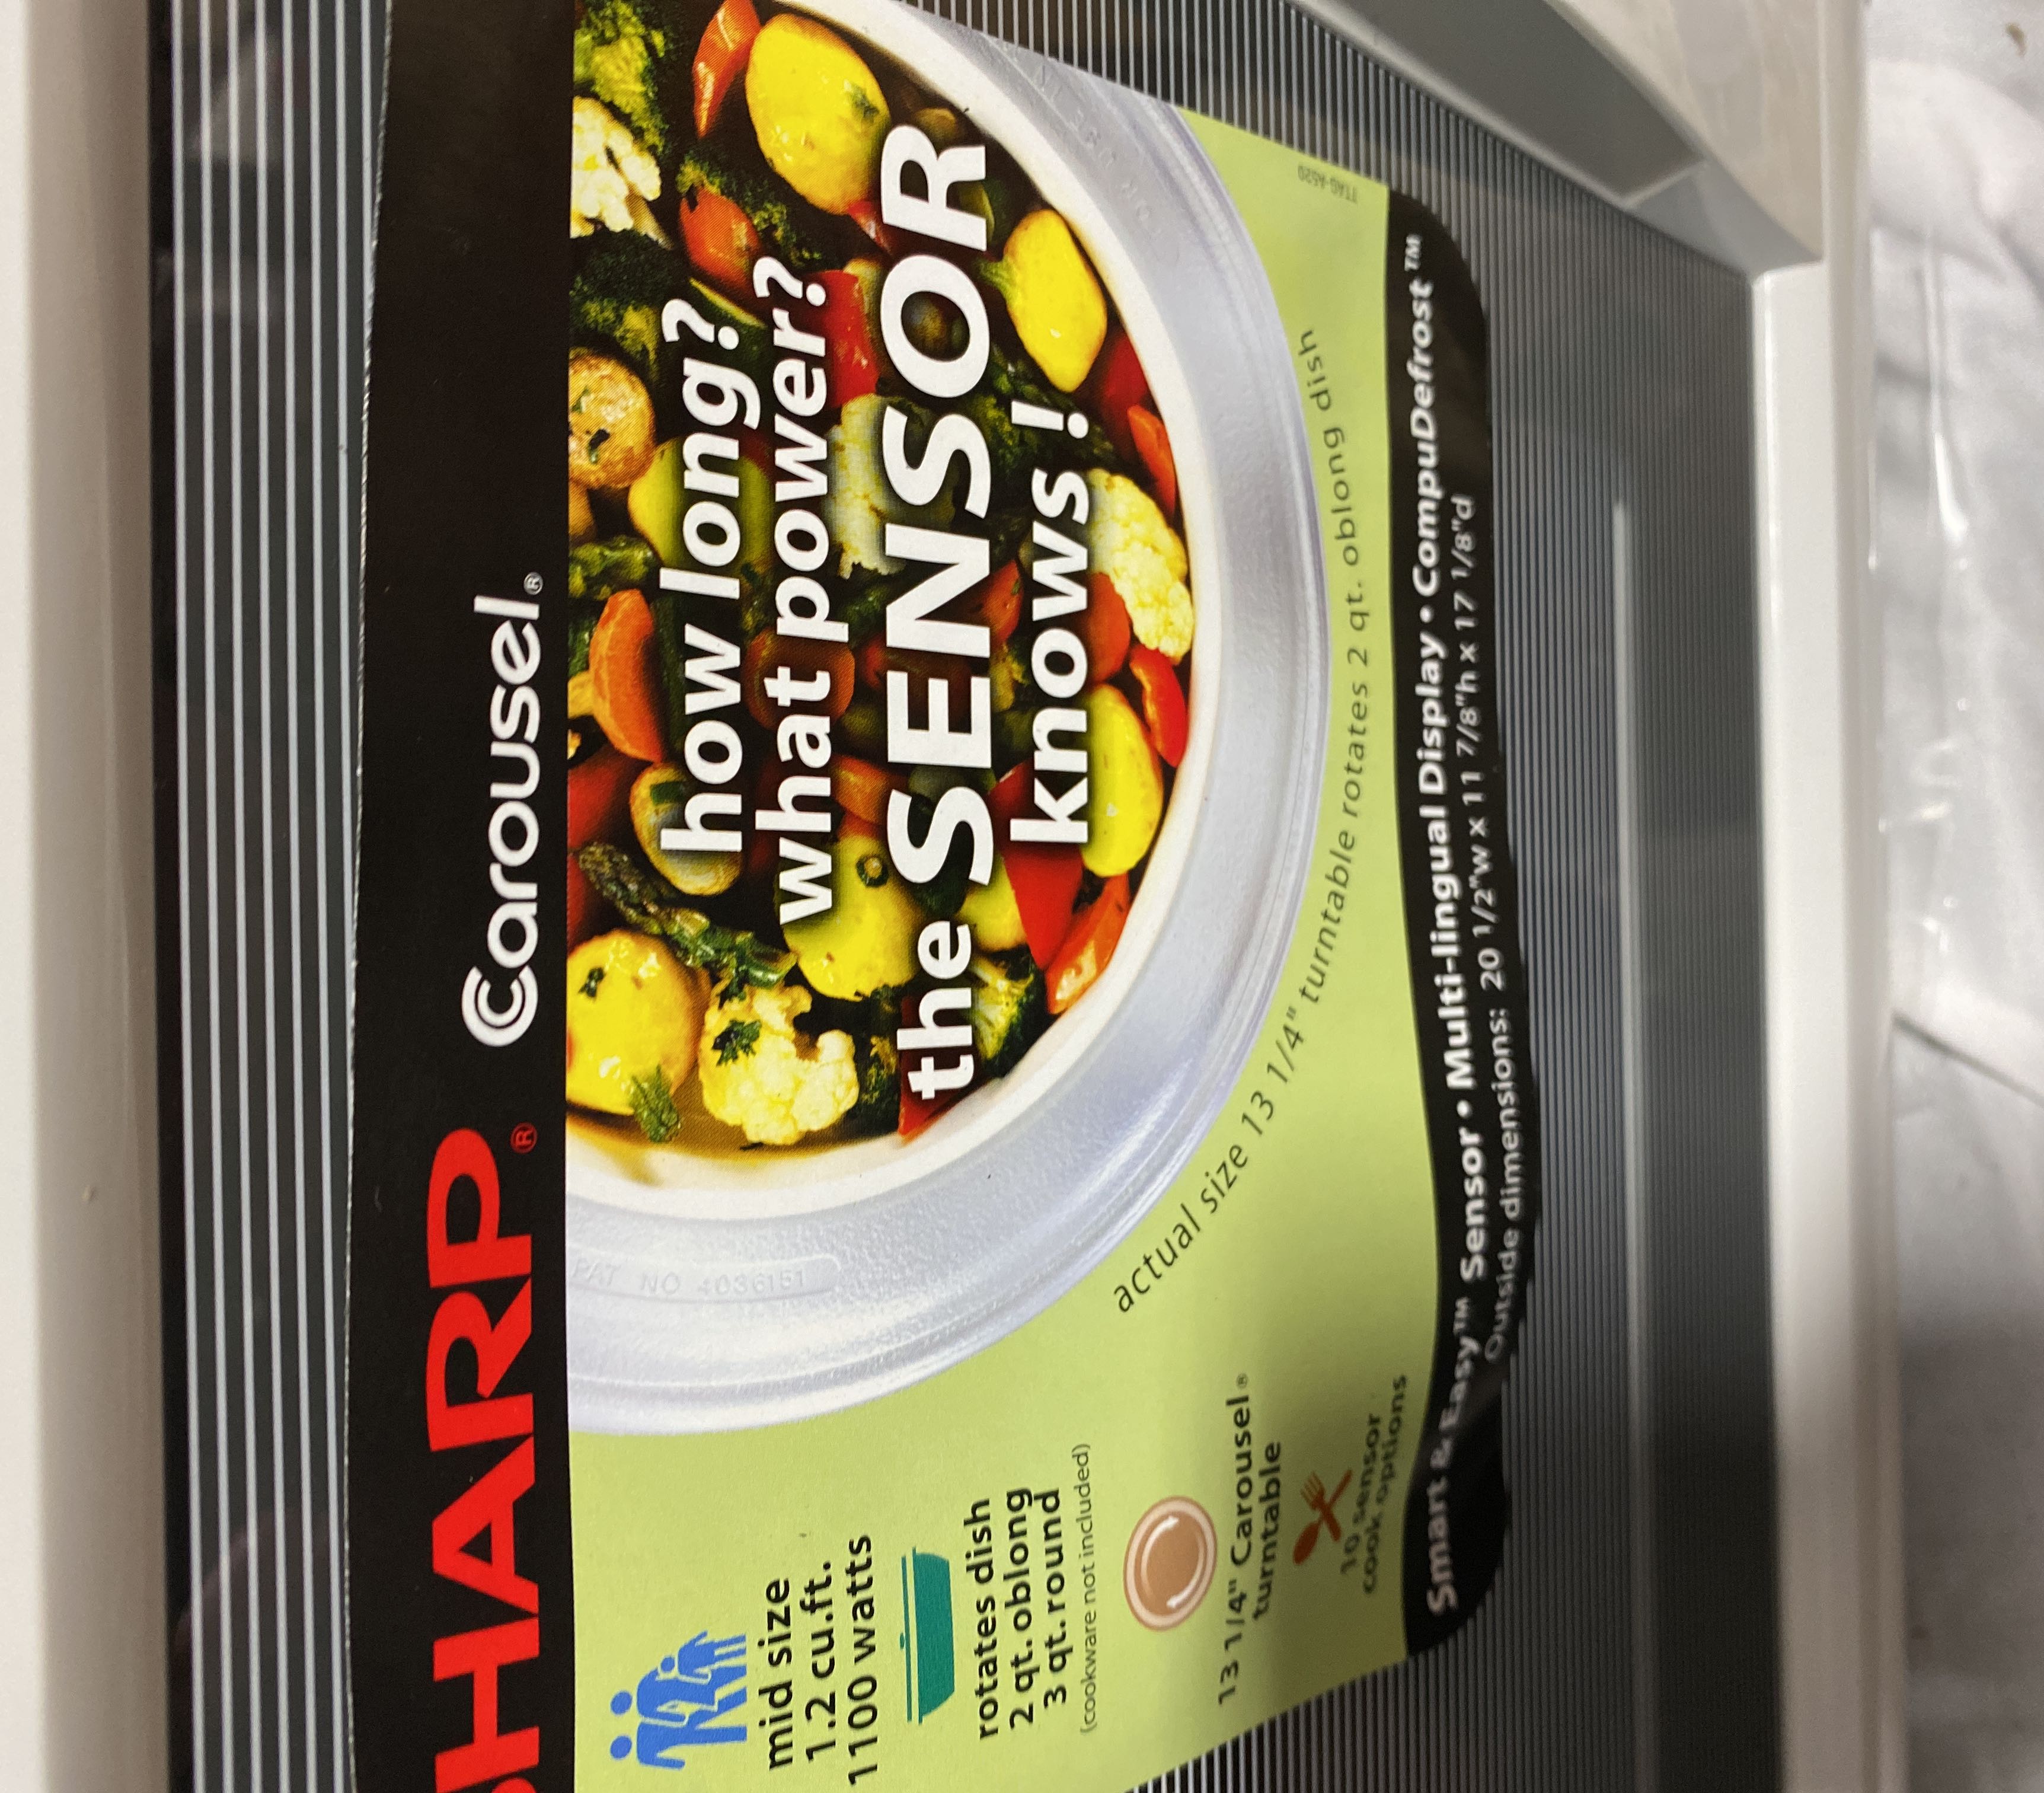 SHARP® Carousel®
how long?
what power?
the SENSOR
knows!
mid size
1.2 cu.ft.
1100 watts
rotates dish
2 qt. oblong
3 qt. round
(cookware not included)
13 1/4" Carousel®
turntable
10 sensor
cook options
PAT NO 4036151
actual size 13 1/4" turntable rotates 2 qt. oblong dish
TTAG-A520
Smart & Easy™ Sensor • Multi-lingual Display • CompuDefrost™
Outside dimensions: 20 1/2"w x 11 7/8"h x 17 1/8"d